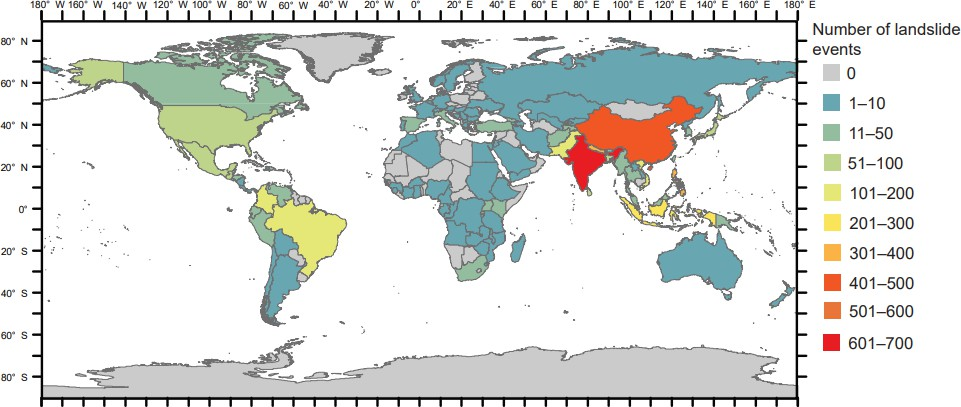 180° W 160° W 140° W 120° W 100° W 80° W 60° W 40° W 20° W 0° 20° E 40° E 60° E 80° E 100° E 120° E 140° E 160° E 180° E
80° N
60° N
40° N
20° N
0°
20° S
40° S
60° S
80° S
Number of landslide
events
0
1–10
11–50
51–100
101–200
201–300
301–400
401–500
501–600
601–700